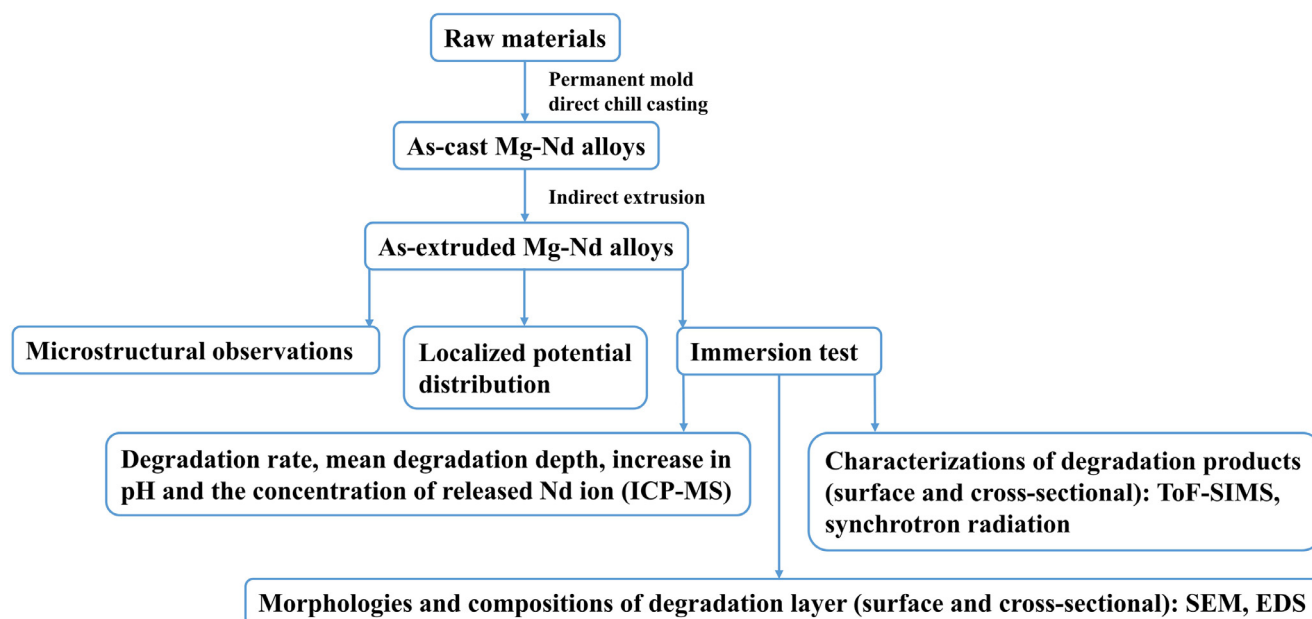 Raw materials
Permanent mold
direct chill casting
As-cast Mg-Nd alloys
Indirect extrusion
As-extruded Mg-Nd alloys
Microstructural observations
Localized potential
distribution
Immersion test
Degradation rate, mean degradation depth, increase in
pH and the concentration of released Nd ion (ICP-MS)
Characterizations of degradation products
(surface and cross-sectional): ToF-SIMS,
synchrotron radiation
Morphologies and compositions of degradation layer (surface and cross-sectional): SEM, EDS